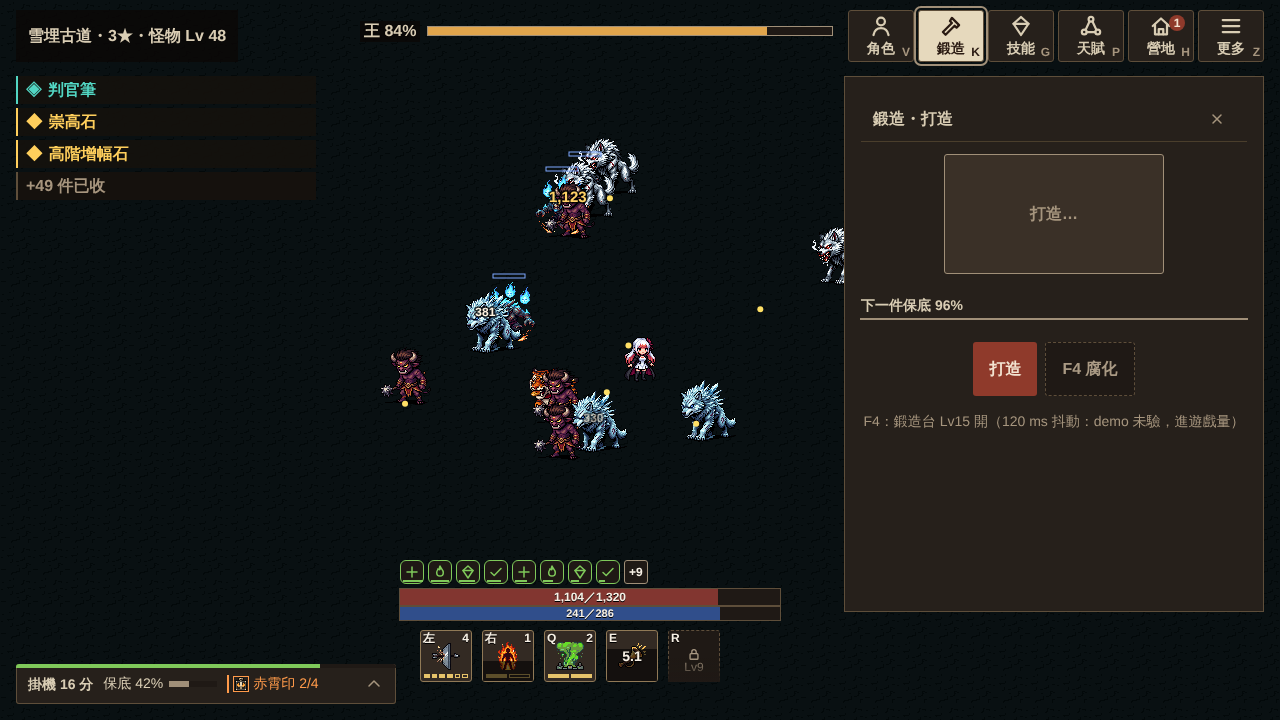 雪埋古道・3★・怪物 Lv 48
王 84%
角色 V
鍛造 K
技能 G
天賦 P
營地 H
1
更多 Z
判官筆
崇高石
高階增幅石
+49 件已收
鍛造・打造
打造…
下一件保底 96%
打造
F4 腐化
F4：鍛造台 Lv15 開（120 ms 抖動：demo 未驗，進遊戲量）
1,123
381
330
+9
1,104／1,320
241／286
左 4
右 1
Q 2
E 5.1
R Lv9
掛機 16 分 保底 42% 赤霄印 2/4